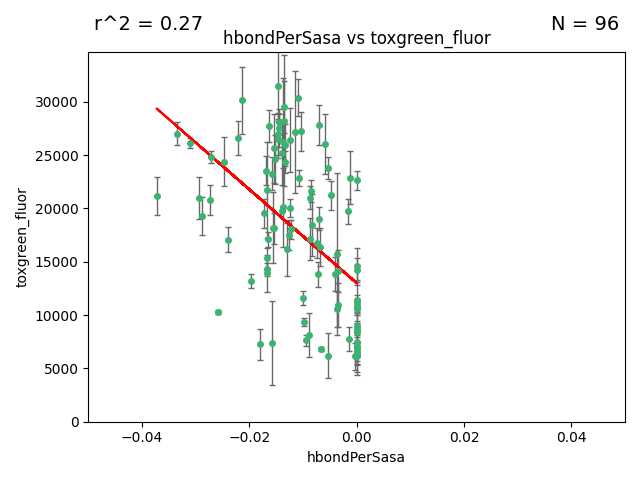 r^2 = 0.27
N = 96
hbondPerSasa vs toxgreen_fluor
30000
25000
20000
15000
10000
5000
0
toxgreen_fluor
−0.04
−0.02
0.00
0.02
0.04
hbondPerSasa